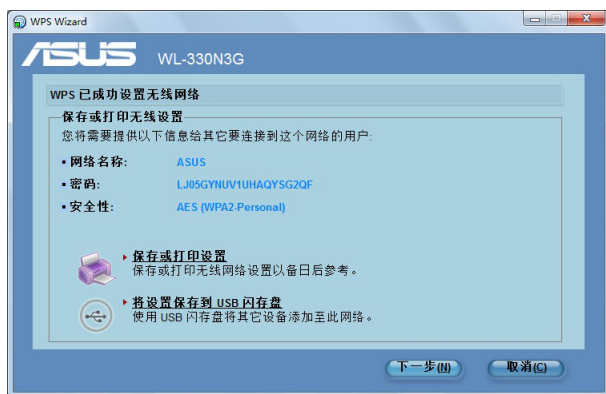 WPS Wizard
ASUS WL-330N3G
WPS 已成功设置无线网络
保存或打印无线设置
您将需要提供以下信息给其它要连接到这个网络的用户:
▪ 网络名称: ASUS
▪ 密码: LJ05GYNUV1UHAQYSG2QF
▪ 安全性: AES (WPA2-Personal)
保存或打印设置
保存或打印无线网络设置以备日后参考。
将设置保存到 USB 闪存盘
使用 USB 闪存盘将其它设备添加至此网络。
下一步(N) 取消(C)